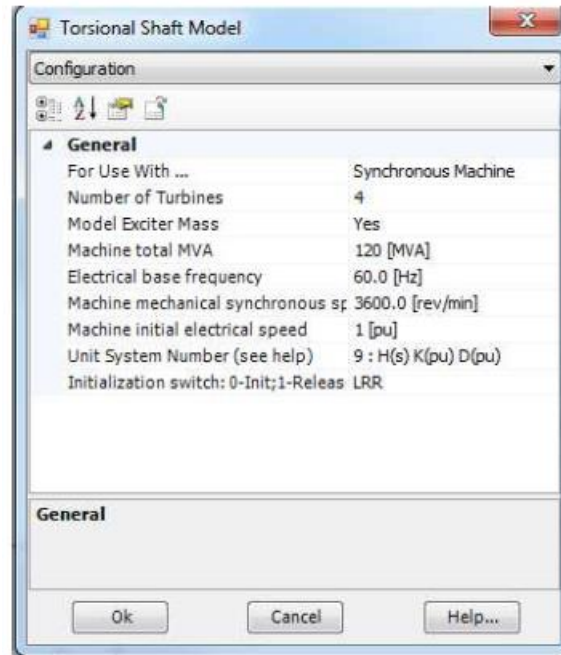 Torsional Shaft Model
Configuration
General
For Use With ... Synchronous Machine
Number of Turbines 4
Model Exciter Mass Yes
Machine total MVA 120 [MVA]
Electrical base frequency 60.0 [Hz]
Machine mechanical synchronous sp 3600.0 [rev/min]
Machine initial electrical speed 1 [pu]
Unit System Number (see help) 9 : H(s) K(pu) D(pu)
Initialization switch: 0-Init;1-Releas LRR
General
Ok Cancel Help...